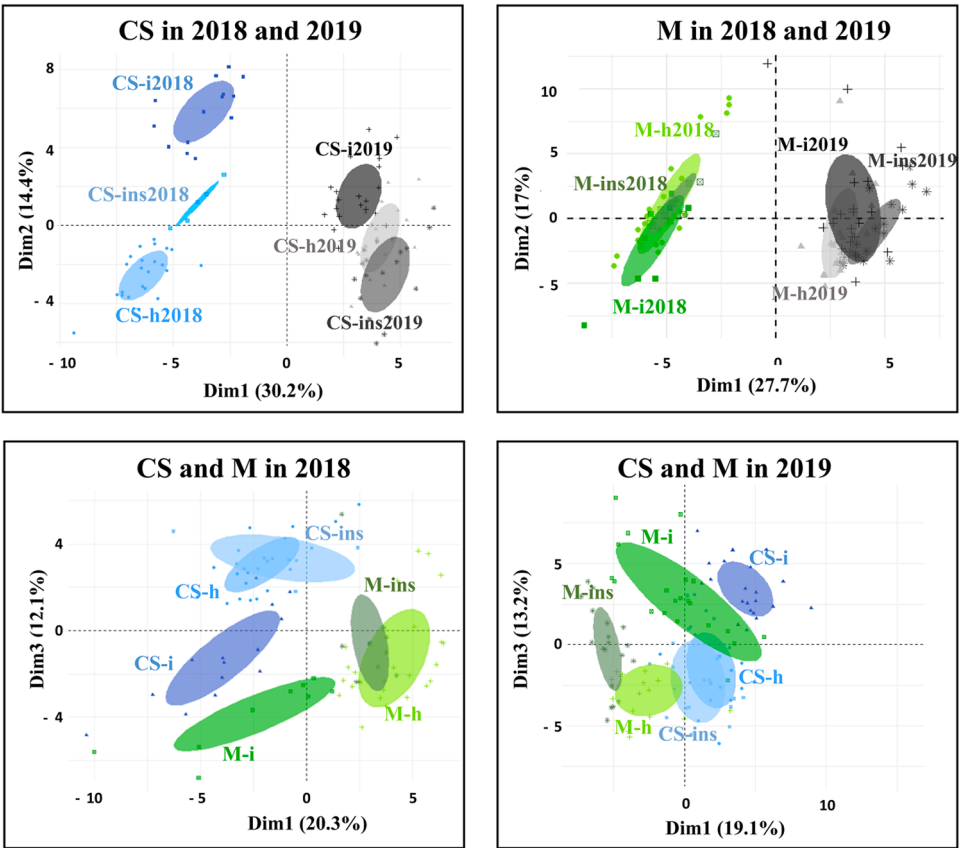 CS in 2018 and 2019
8
CS-i2018
4
CS-i2019
CS-ins2018
0
CS-h2019
- 4
CS-h2018
CS-ins2019
Dim2 (14.4%)
- 10
- 5
0
5
Dim1 (30.2%)
M in 2018 and 2019
10
M-h2018
M-i2019
5
M-ins2018
M-ins2019
0
- 5
M-h2019
M-i2018
Dim2 (17%)
- 5
0
5
Dim1 (27.7%)
CS and M in 2018
4
CS-ins
CS-h
M-ins
0
CS-i
- 4
M-h
M-i
Dim3 (12.1%)
- 10
- 5
0
5
Dim1 (20.3%)
CS and M in 2019
M-i
5
CS-i
M-ins
0
CS-h
- 5
M-h
CS-ins
Dim3 (13.2%)
0
10
Dim1 (19.1%)